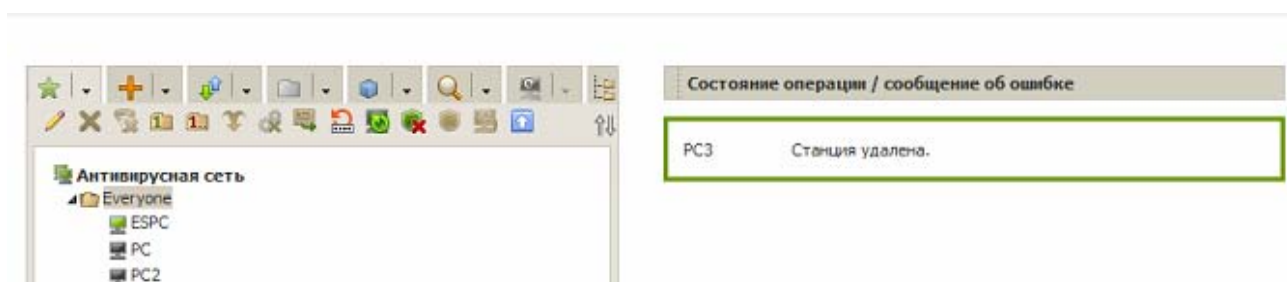 Состояние операции / сообщение об ошибке
PC3 Станция удалена.
Антивирусная сеть
Everyone
ESPC
PC
PC2